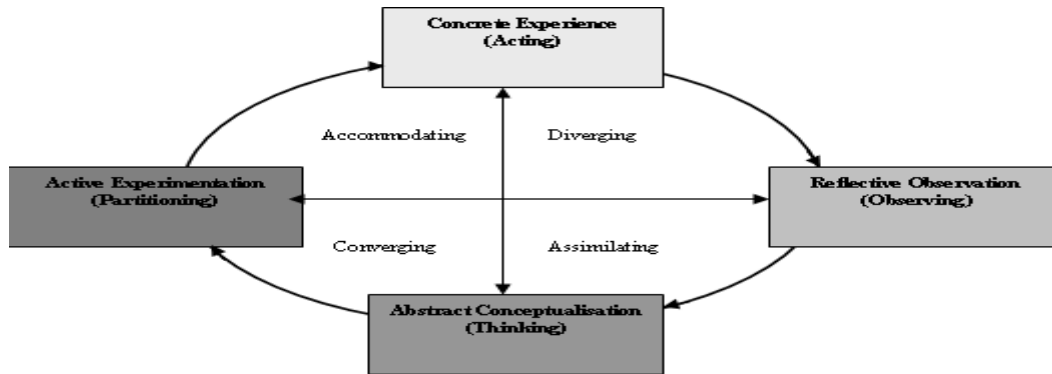 Concrete Experience
(Acting)
Accommodating
Diverging
Active Experimentation
(Partitioning)
Reflective Observation
(Observing)
Converging
Assimilating
Abstract Conceptualisation
(Thinking)